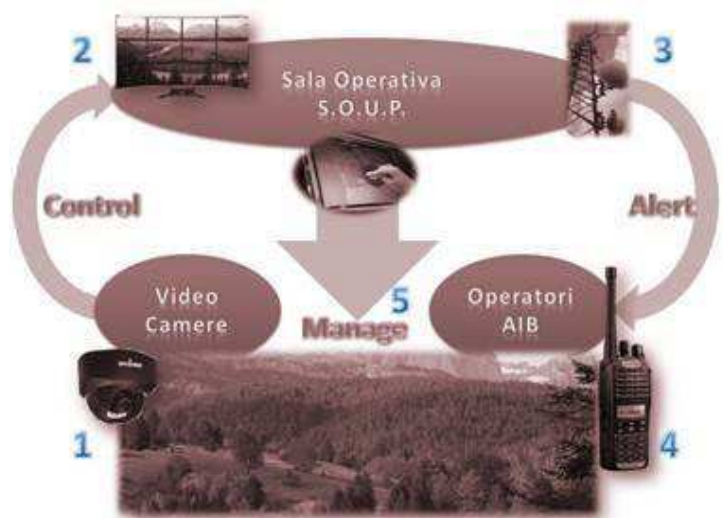 2
3
Sala Operativa
S.O.U.P.
Control
Alert
Video
Camere
5
Operatori
AIB
Manage
1
4